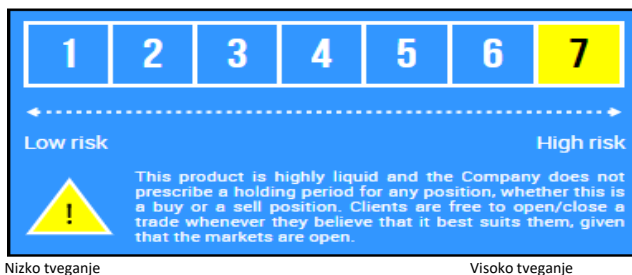 1 2 3 4 5 6 7
Low risk High risk
This product is highly liquid and the Company does not
prescribe a holding period for any position, whether this is
a buy or a sell position. Clients are free to open/close a
trade whenever they believe that it best suits them, given
that the markets are open.
!
Nizko tveganje Visoko tveganje